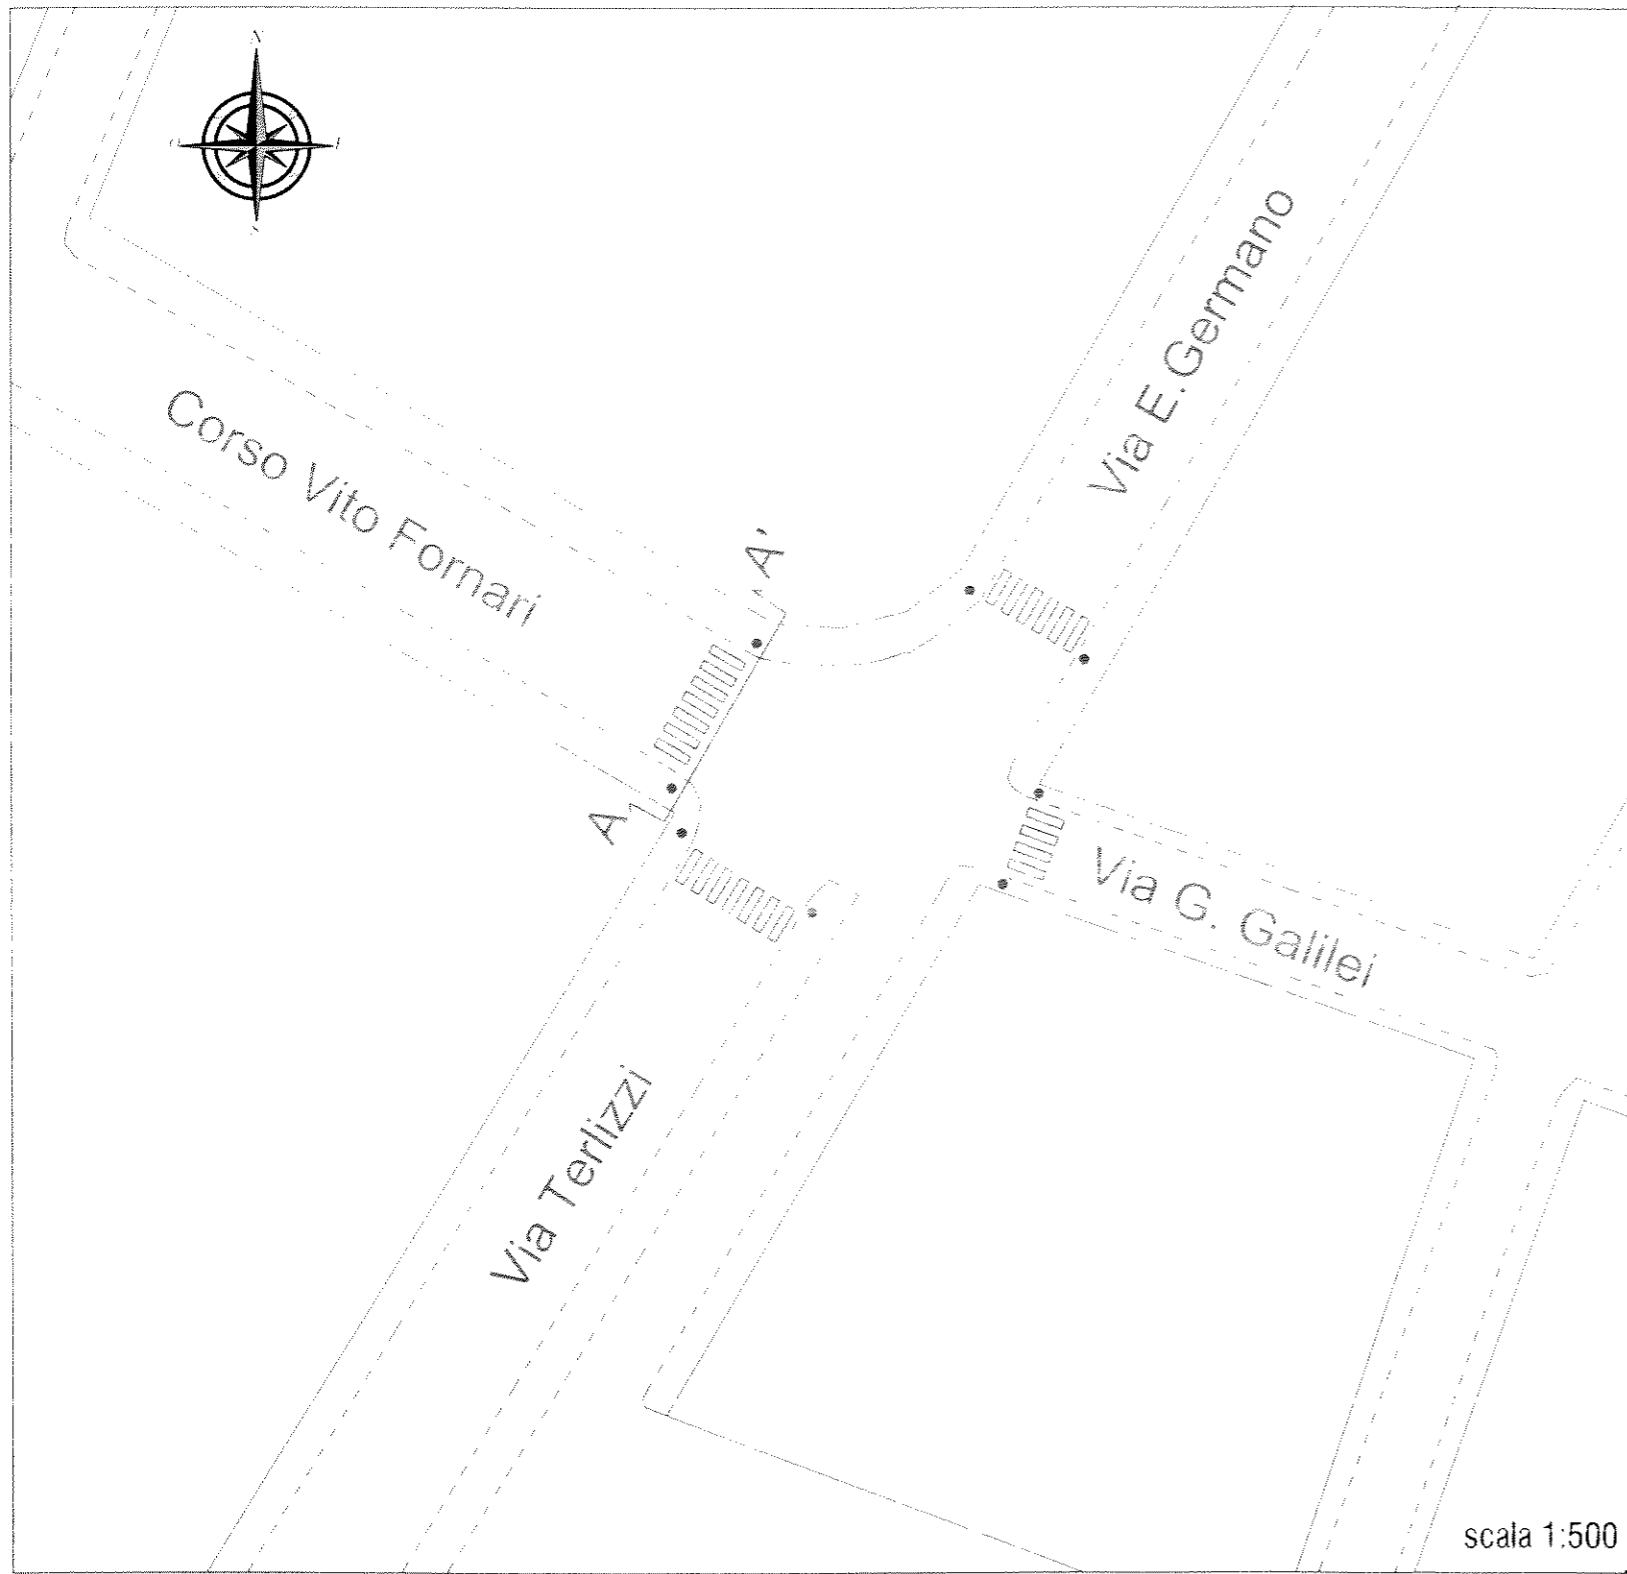 N
Corso Vito Fornari
Via E. Germano
A'
A
Via G. Galilei
Via Terlizzi
scala 1:500